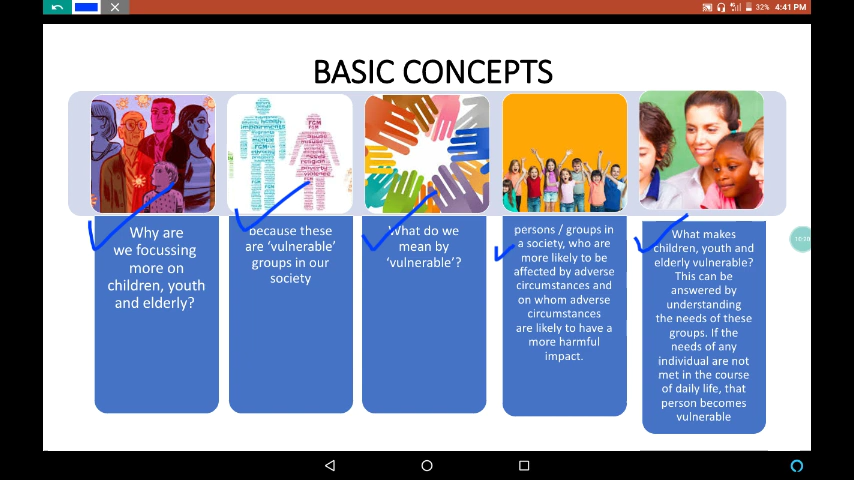 32% 4:41 PM
BASIC CONCEPTS
FGM
Why are
we focussing
more on
children, youth
and elderly?
because these
are ‘vulnerable’
groups in our
society
What do we
mean by
‘vulnerable’?
persons / groups in
a society, who are
more likely to be
affected by adverse
circumstances and
on whom adverse
circumstances
are likely to have a
more harmful
impact.
What makes
children, youth and
elderly vulnerable?
This can be
answered by
understanding
the needs of these
groups. If the
needs of any
individual are not
met in the course
of daily life, that
person becomes
vulnerable